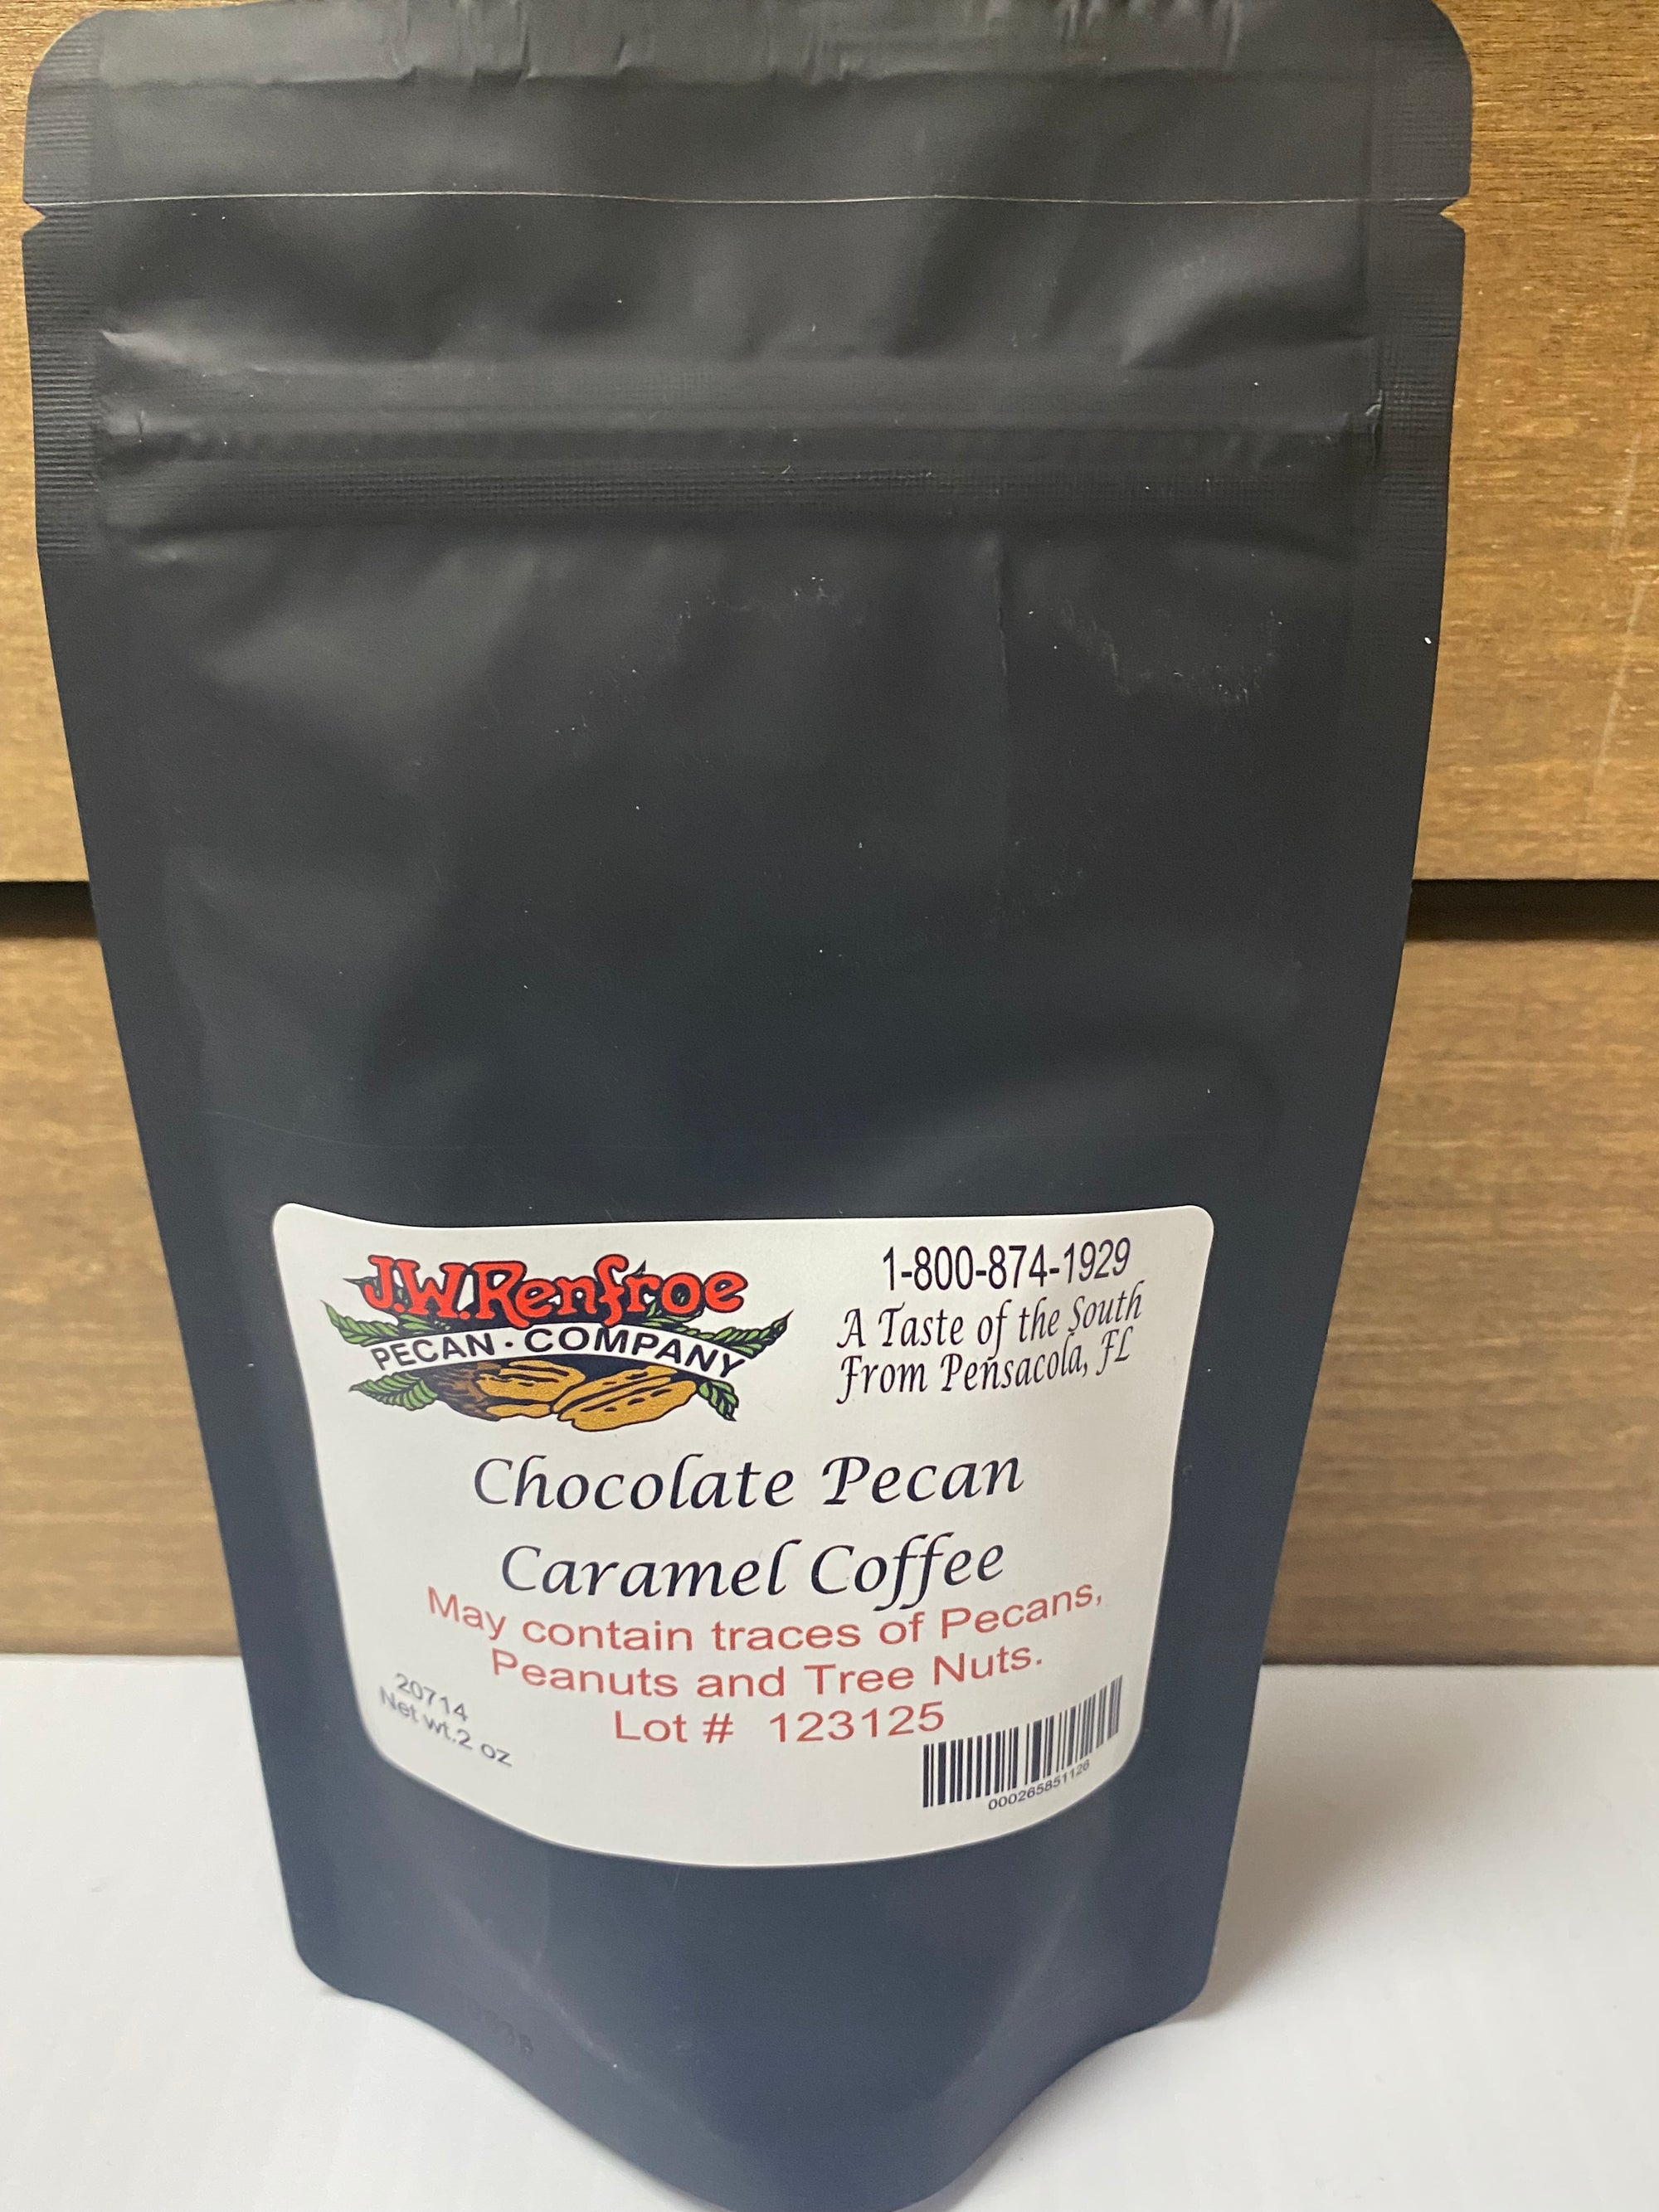 J.W. Renfroe
PECAN · COMPANY
1-800-874-1929
A Taste of the South
From Pensacola, FL
Chocolate Pecan
Caramel Coffee
May contain traces of Pecans,
Peanuts and Tree Nuts.
Lot # 123125
20714
Net wt.2 oz
000265851126